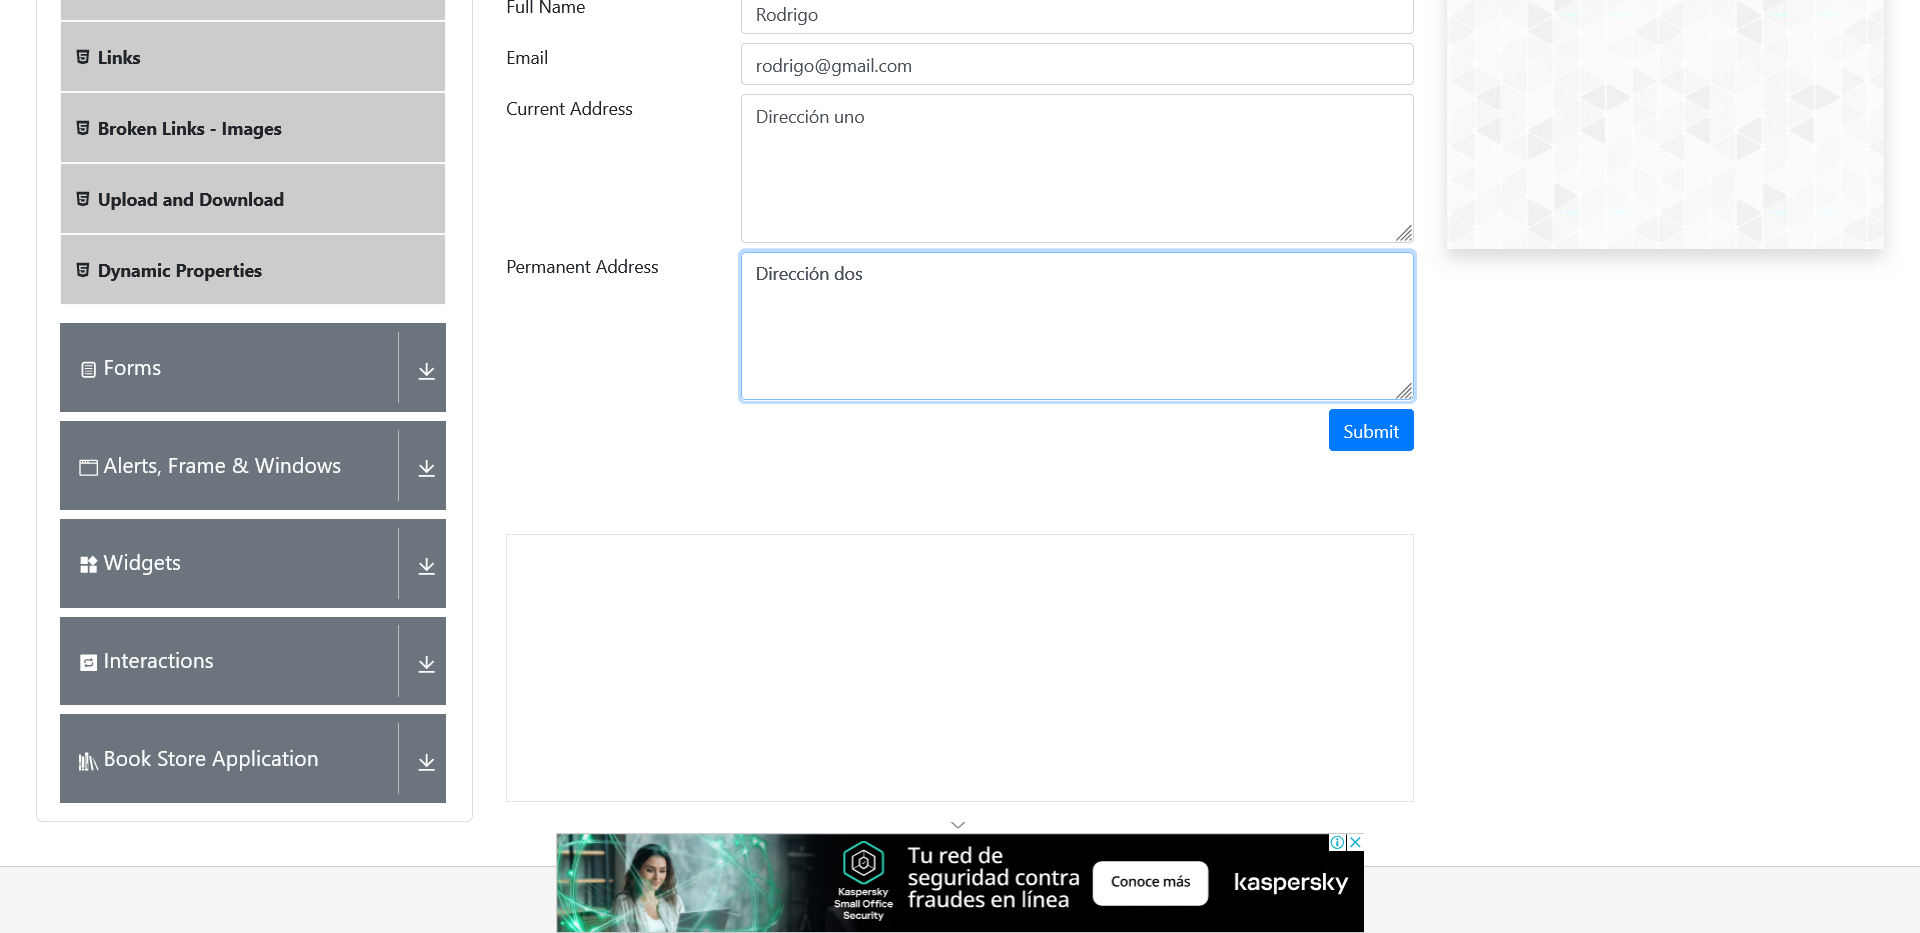 Links
Broken Links - Images
Upload and Download
Dynamic Properties
Forms
Alerts, Frame & Windows
Widgets
Interactions
Book Store Application
Full Name
Rodrigo
Email
rodrigo@gmail.com
Current Address
Dirección uno
Permanent Address
Dirección dos
Submit
Kaspersky
Small Office
Security
Tu red de
seguridad contra
fraudes en línea
Conoce más
kaspersky